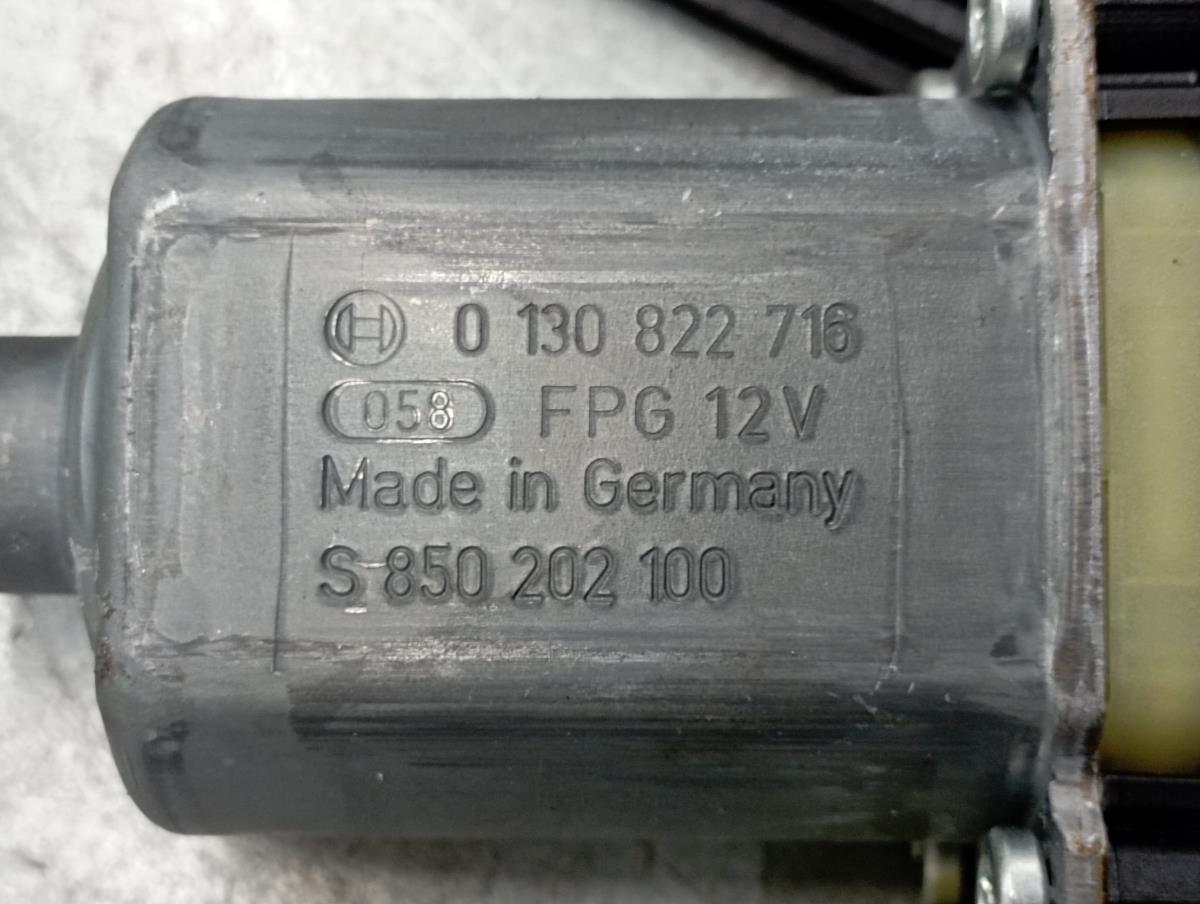 0 130 822 716
058 FPG 12V
Made in Germany
S 850 202 100